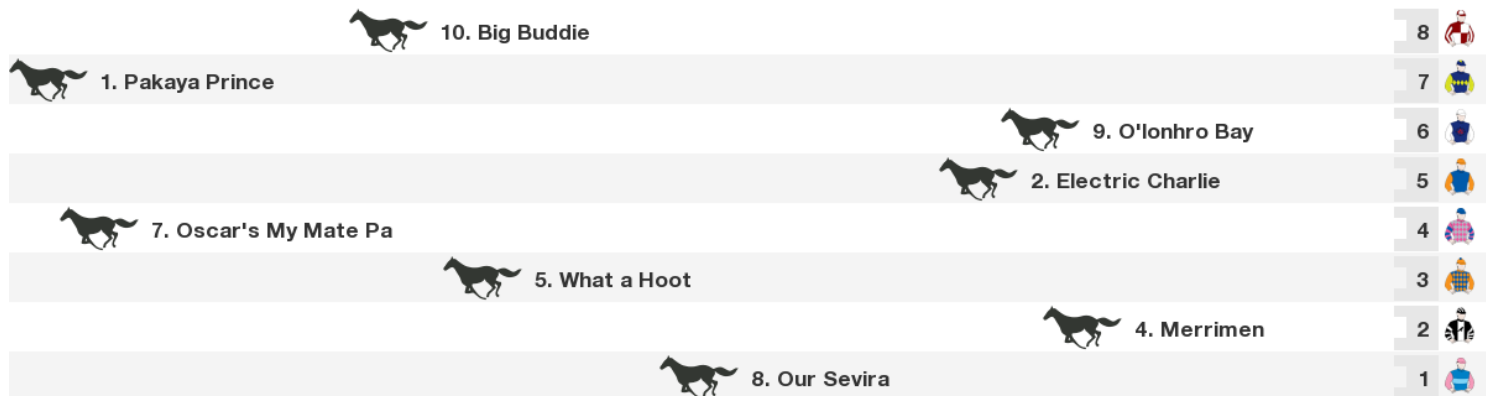 10. Big Buddie 8
1. Pakaya Prince 7
9. O'lonhro Bay 6
2. Electric Charlie 5
7. Oscar's My Mate Pa 4
5. What a Hoot 3
4. Merrimen 2
8. Our Sevira 1